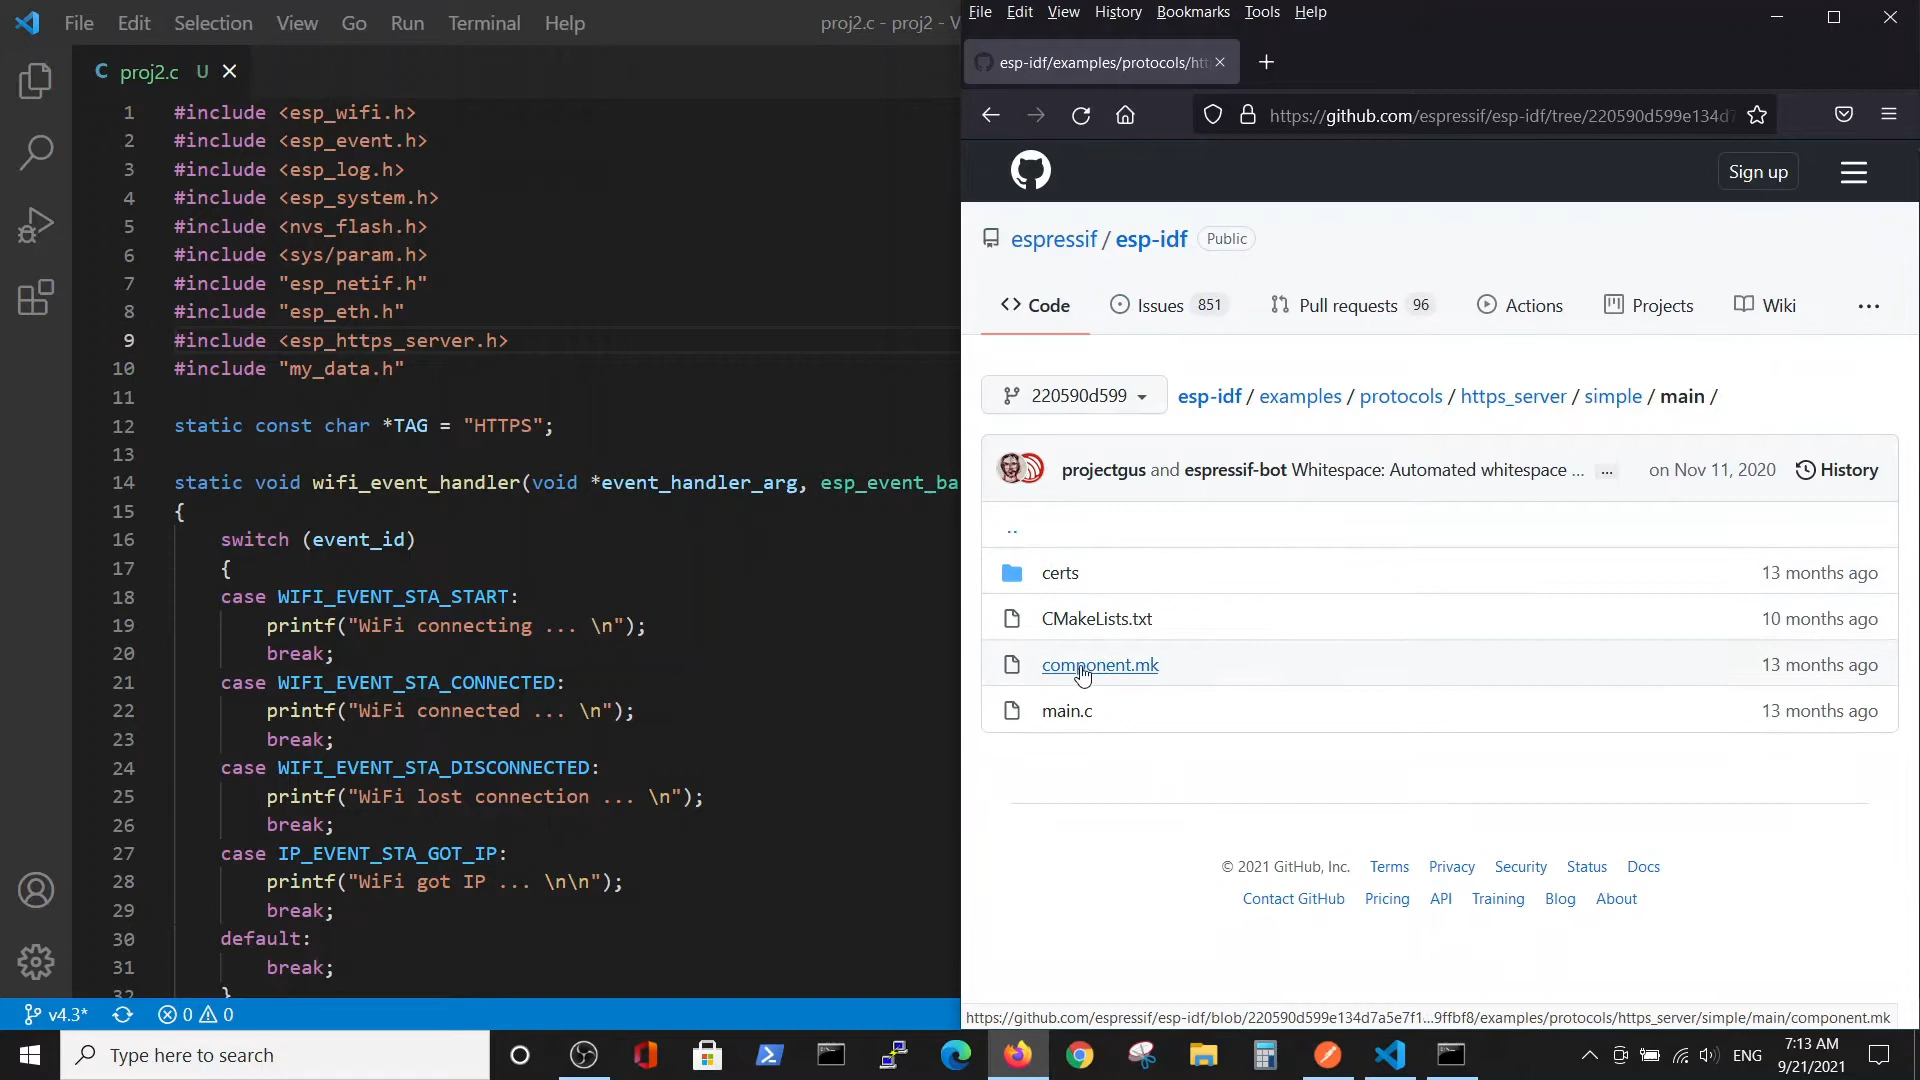 File Edit Selection View Go Run Terminal Help proj2.c - proj2 - V
C proj2.c U
1 #include <esp_wifi.h>
2 #include <esp_event.h>
3 #include <esp_log.h>
4 #include <esp_system.h>
5 #include <nvs_flash.h>
6 #include <sys/param.h>
7 #include "esp_netif.h"
8 #include "esp_eth.h"
9 #include <esp_https_server.h>
10 #include "my_data.h"
11
12 static const char *TAG = "HTTPS";
13
14 static void wifi_event_handler(void *event_handler_arg, esp_event_ba
15 {
16 switch (event_id)
17 {
18 case WIFI_EVENT_STA_START:
19 printf("WiFi connecting ... \n");
20 break;
21 case WIFI_EVENT_STA_CONNECTED:
22 printf("WiFi connected ... \n");
23 break;
24 case WIFI_EVENT_STA_DISCONNECTED:
25 printf("WiFi lost connection ... \n");
26 break;
27 case IP_EVENT_STA_GOT_IP:
28 printf("WiFi got IP ... \n\n");
29 break;
30 default:
31 break;
32 }
v4.3* 0 0
File Edit View History Bookmarks Tools Help
esp-idf/examples/protocols/htt
https://github.com/espressif/esp-idf/tree/220590d599e134d7
Sign up
espressif / esp-idf Public
Code Issues 851 Pull requests 96 Actions Projects Wiki ...
220590d599 esp-idf / examples / protocols / https_server / simple / main /
projectgus and espressif-bot Whitespace: Automated whitespace ... ... on Nov 11, 2020 History
..
certs 13 months ago
CMakeLists.txt 10 months ago
component.mk 13 months ago
main.c 13 months ago
© 2021 GitHub, Inc. Terms Privacy Security Status Docs
Contact GitHub Pricing API Training Blog About
https://github.com/espressif/esp-idf/blob/220590d599e134d7a5e7f1...9ffbf8/examples/protocols/https_server/simple/main/component.mk
Type here to search
ENG
7:13 AM
9/21/2021